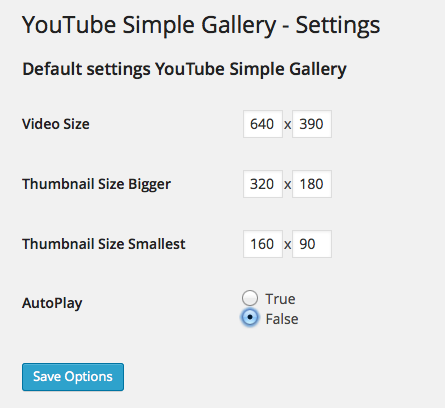 YouTube Simple Gallery - Settings
Default settings YouTube Simple Gallery
Video Size 640 x 390
Thumbnail Size Bigger 320 x 180
Thumbnail Size Smallest 160 x 90
AutoPlay True
False
Save Options